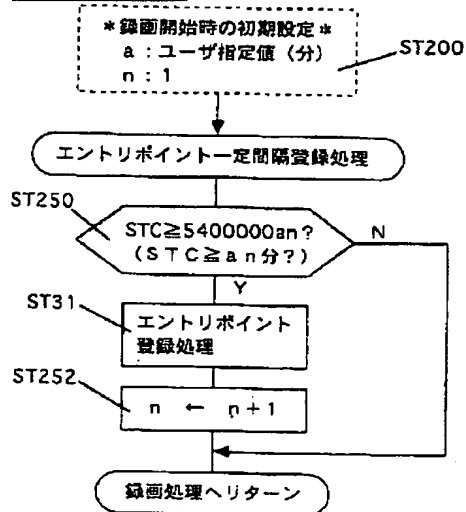 *録画開始時の初期設定*
a:ユーザ指定値(分)
n:1
ST200
エントリポイント一定間隔登録処理
ST250
STC≧5400000an?
(STC≧an分?)
N
Y
ST31
エントリポイント
登録処理
ST252
n ← n+1
録画処理へリターン